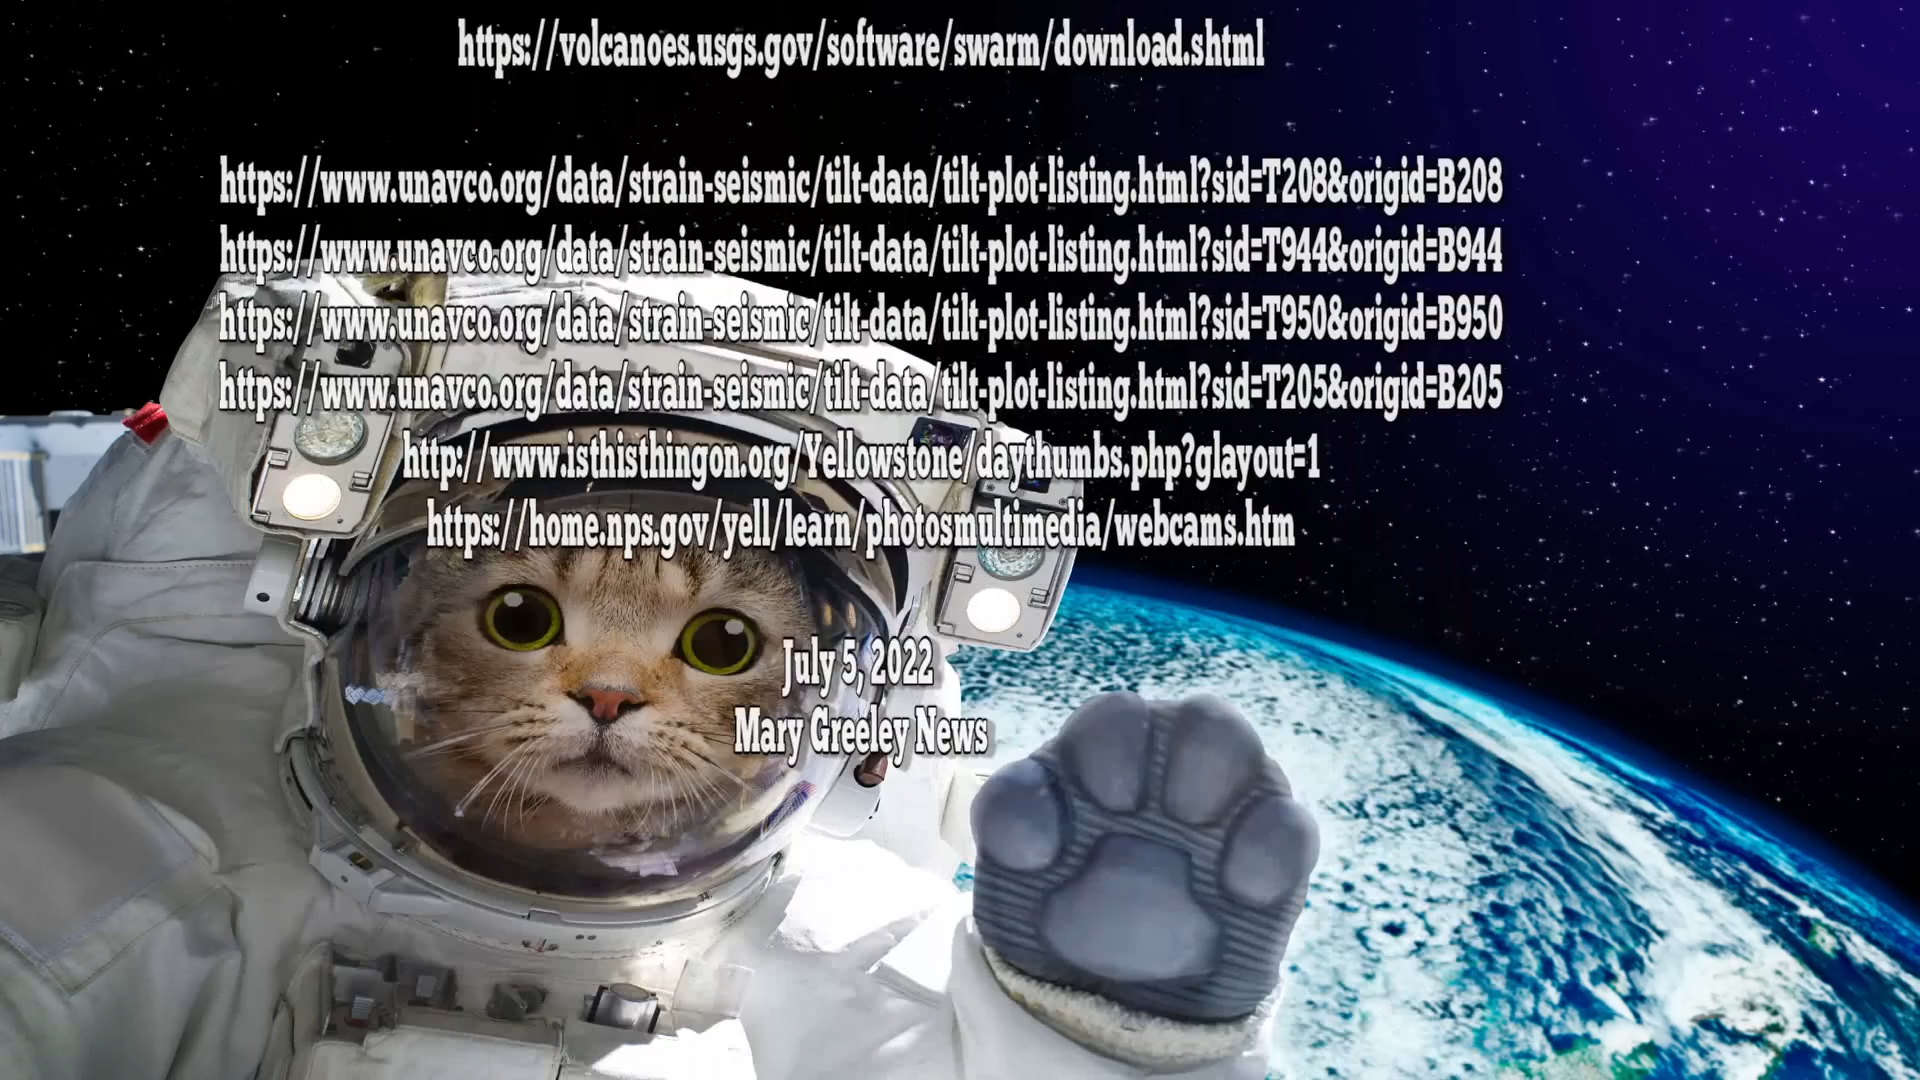 https://volcanoes.usgs.gov/software/swarm/download.shtml
https://www.unavco.org/data/strain-seismic/tilt-data/tilt-plot-listing.html?sid=T208&origid=B208
https://www.unavco.org/data/strain-seismic/tilt-data/tilt-plot-listing.html?sid=T944&origid=B944
https://www.unavco.org/data/strain-seismic/tilt-data/tilt-plot-listing.html?sid=T950&origid=B950
https://www.unavco.org/data/strain-seismic/tilt-data/tilt-plot-listing.html?sid=T205&origid=B205
http://www.isthisthingon.org/Yellowstone/daythumbs.php?glayout=1
https://home.nps.gov/yell/learn/photosmultimedia/webcams.htm
July 5, 2022
Mary Greeley News